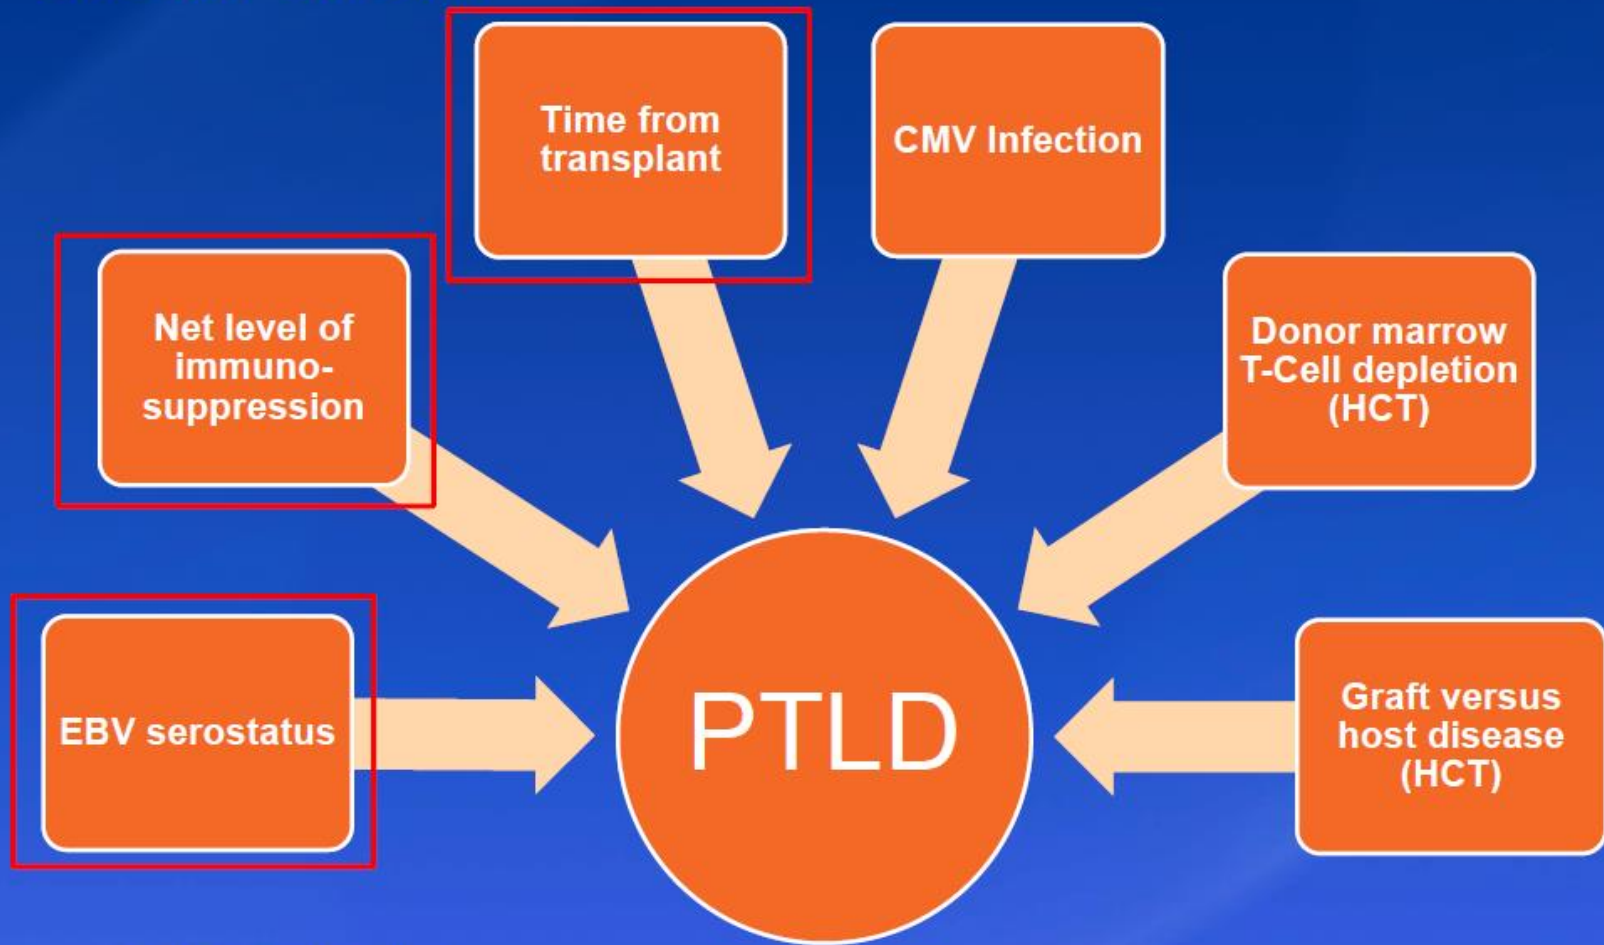 Time from
transplant
CMV Infection
Net level of
immuno-
suppression
Donor marrow
T-Cell depletion
(HCT)
EBV serostatus
PTLD
Graft versus
host disease
(HCT)